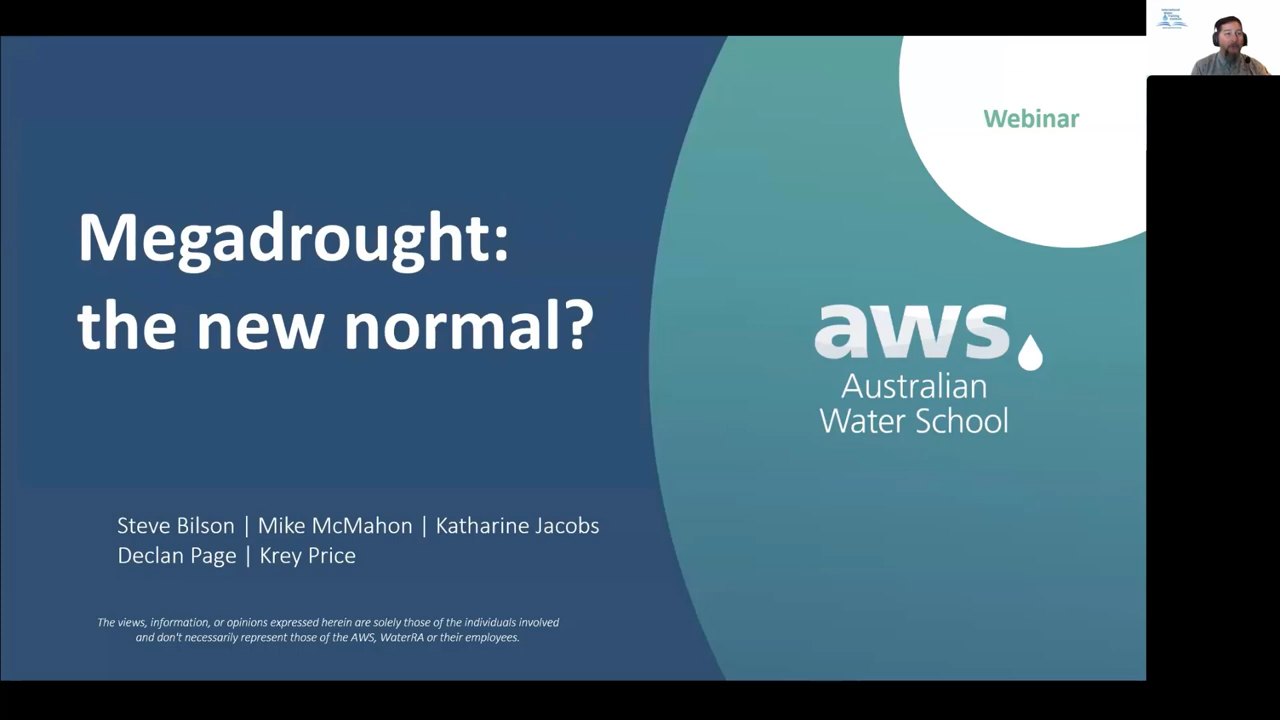 Webinar
Megadrought:
the new normal?
aws
Australian
Water School
Steve Bilson | Mike McMahon | Katharine Jacobs
Declan Page | Krey Price
The views, information, or opinions expressed herein are solely those of the individuals involved
and don't necessarily represent those of the AWS, WaterRA or their employees.